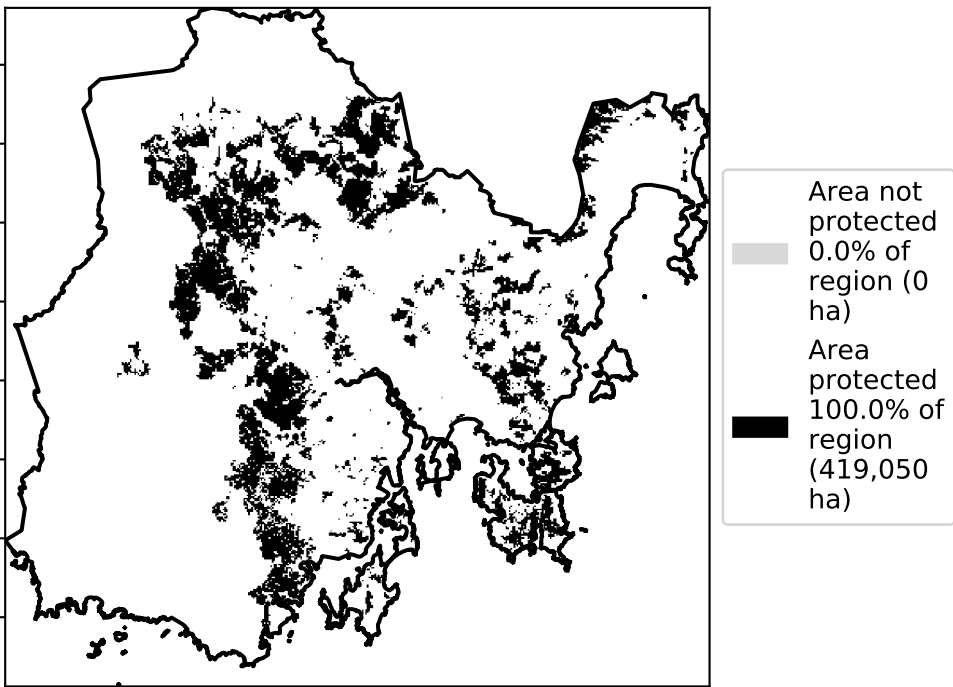 Area not
protected
0.0% of
region (0
ha)
Area
protected
100.0% of
region
(419,050
ha)